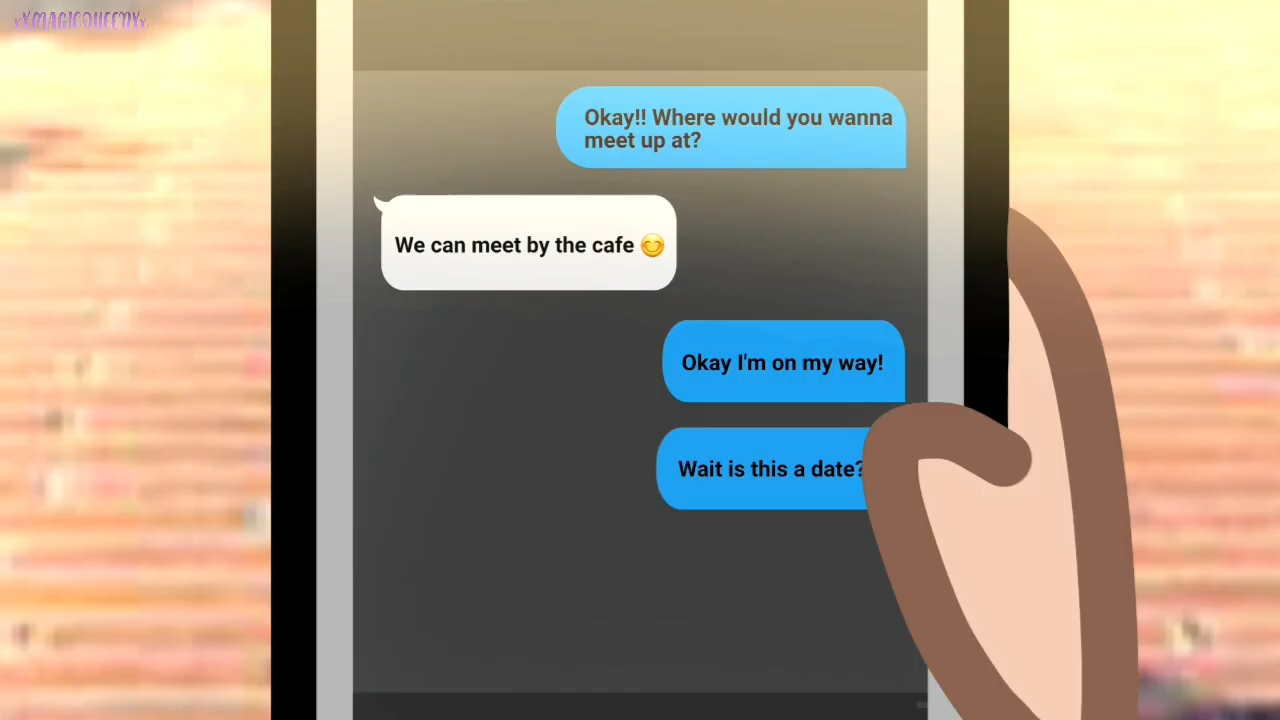 xXMAGICQUEENXx
Okay!! Where would you wanna
meet up at?
We can meet by the cafe 😊
Okay I'm on my way!
Wait is this a date?